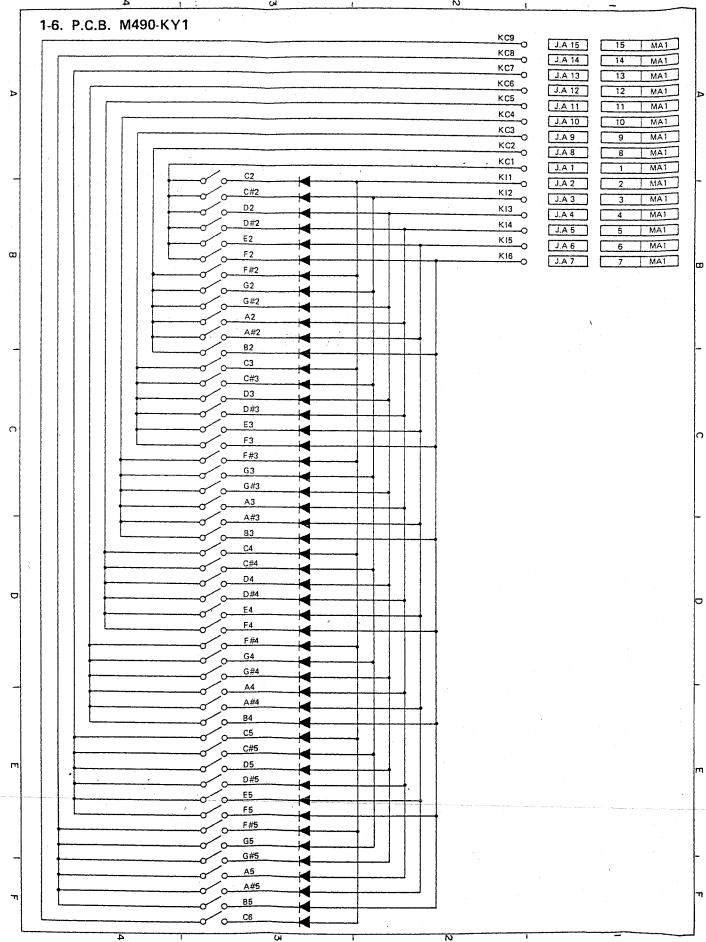 4 - 3 - 2 - 1
1-6. P.C.B. M490-KY1
KC9 J.A 15 15 MA1
KC8 J.A 14 14 MA1
KC7 J.A 13 13 MA1
KC6 J.A 12 12 MA1
KC5 J.A 11 11 MA1
KC4 J.A 10 10 MA1
KC3 J.A 9 9 MA1
KC2 J.A 8 8 MA1
KC1 J.A 1 1 MA1
KI1 J.A 2 2 MA1
KI2 J.A 3 3 MA1
KI3 J.A 4 4 MA1
KI4 J.A 5 5 MA1
KI5 J.A 6 6 MA1
KI6 J.A 7 7 MA1
C2
C#2
D2
D#2
E2
F2
F#2
G2
G#2
A2
A#2
B2
C3
C#3
D3
D#3
E3
F3
F#3
G3
G#3
A3
A#3
B3
C4
C#4
D4
D#4
E4
F4
F#4
G4
G#4
A4
A#4
B4
C5
C#5
D5
D#5
E5
F5
F#5
G5
G#5
A5
A#5
B5
C6
A
B
C
D
E
F
A
B
C
D
E
F
4 - 3 - 2 - 1